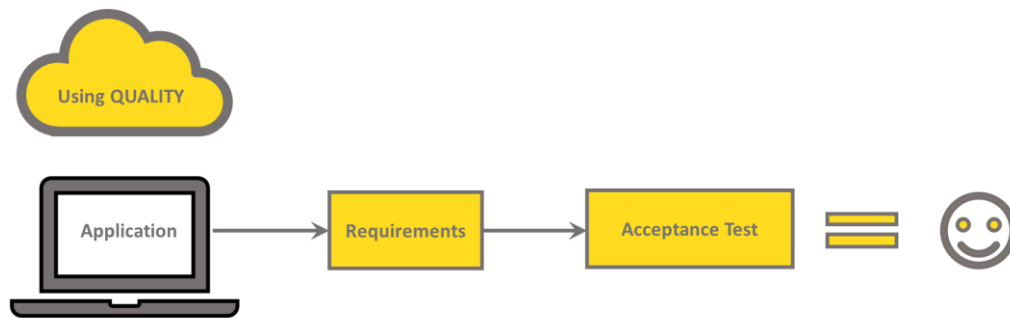 Using QUALITY
Application
Requirements
Acceptance Test